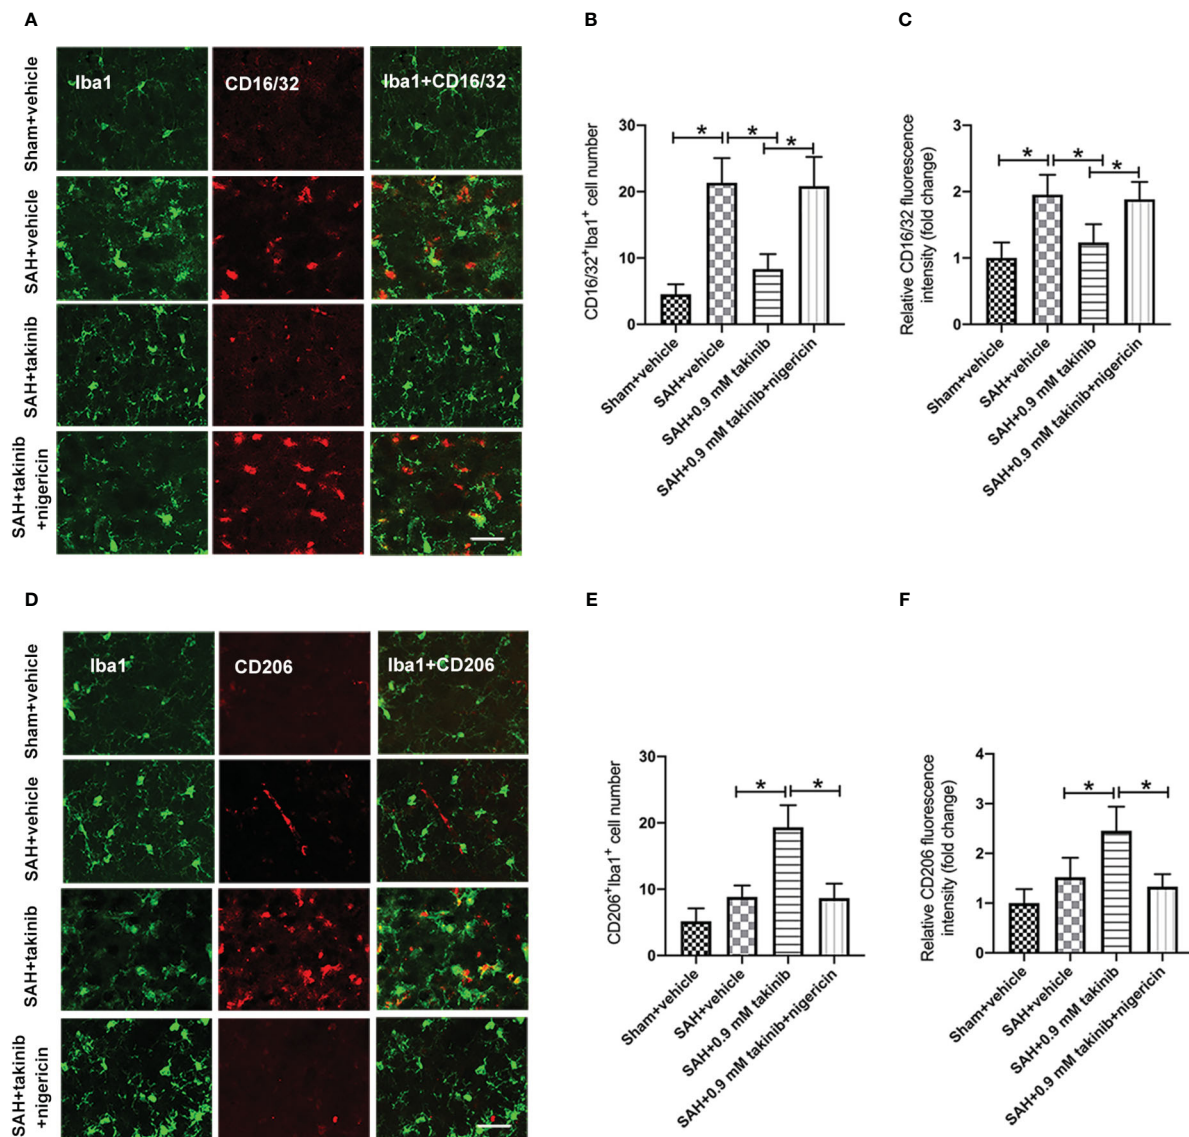 A
Iba1
CD16/32
Iba1+CD16/32
Sham+vehicle
SAH+vehicle
SAH+takinib
SAH+takinib
+nigericin
B
CD16/32⁺Iba1⁺ cell number
30
20
10
0
*
*
*
Sham+vehicle
SAH+vehicle
SAH+0.9 mM takinib
SAH+0.9 mM takinib+nigericin
C
Relative CD16/32 fluorescence
intensity (fold change)
3
2
1
0
*
*
*
Sham+vehicle
SAH+vehicle
SAH+0.9 mM takinib
SAH+0.9 mM takinib+nigericin
D
Iba1
CD206
Iba1+CD206
Sham+vehicle
SAH+vehicle
SAH+takinib
SAH+takinib
+nigericin
E
CD206⁺Iba1⁺ cell number
30
20
10
0
*
*
Sham+vehicle
SAH+vehicle
SAH+0.9 mM takinib
SAH+0.9 mM takinib+nigericin
F
Relative CD206 fluorescence
intensity (fold change)
4
3
2
1
0
*
*
Sham+vehicle
SAH+vehicle
SAH+0.9 mM takinib
SAH+0.9 mM takinib+nigericin